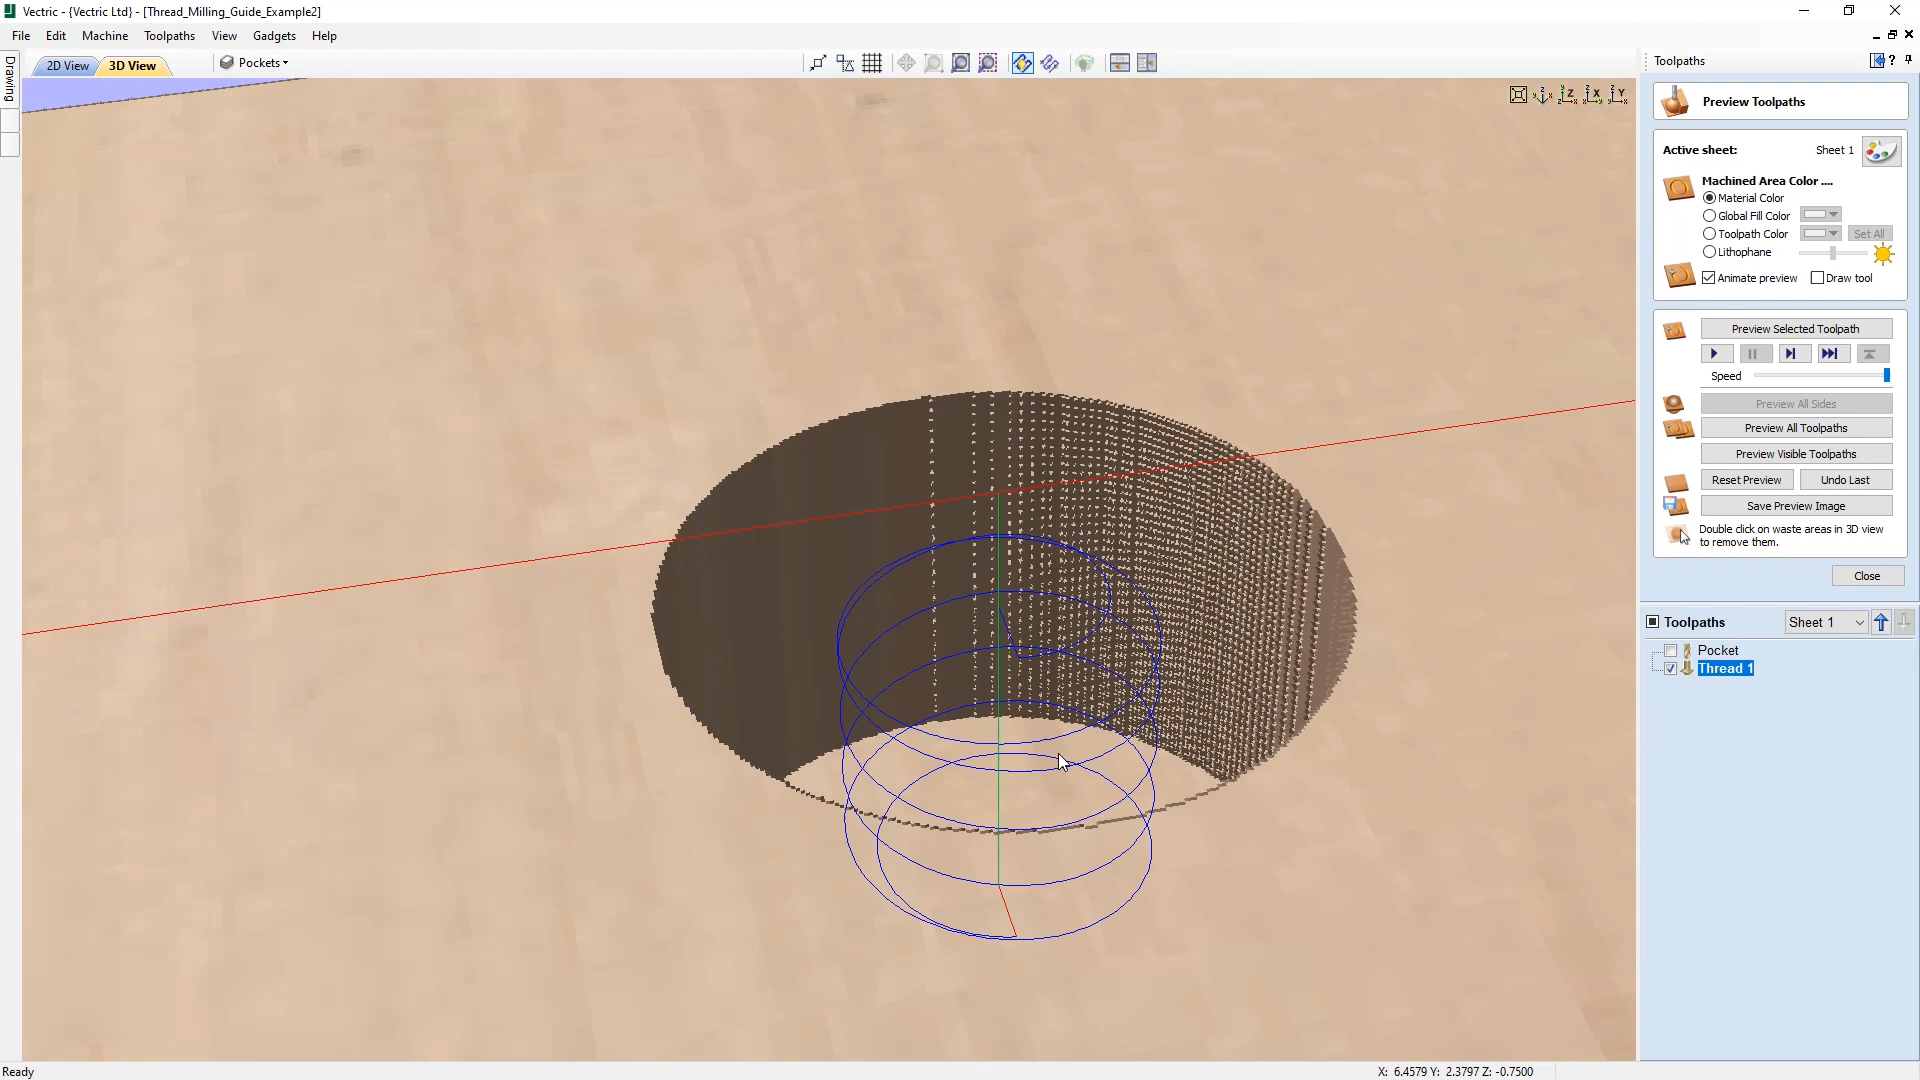 Vectric - {Vectric Ltd} - [Thread_Milling_Guide_Example2]
File Edit Machine Toolpaths View Gadgets Help
Drawing
2D View 3D View Pockets
Toolpaths
Preview Toolpaths
Active sheet: Sheet 1
Machined Area Color ....
Material Color
Global Fill Color
Toolpath Color Set All
Lithophane
Animate preview Draw tool
Preview Selected Toolpath
Speed
Preview All Sides
Preview All Toolpaths
Preview Visible Toolpaths
Reset Preview Undo Last
Save Preview Image
Double click on waste areas in 3D view
to remove them.
Close
Toolpaths Sheet 1
Pocket
Thread 1
Ready X: 6.4579 Y: 2.3797 Z: -0.7500